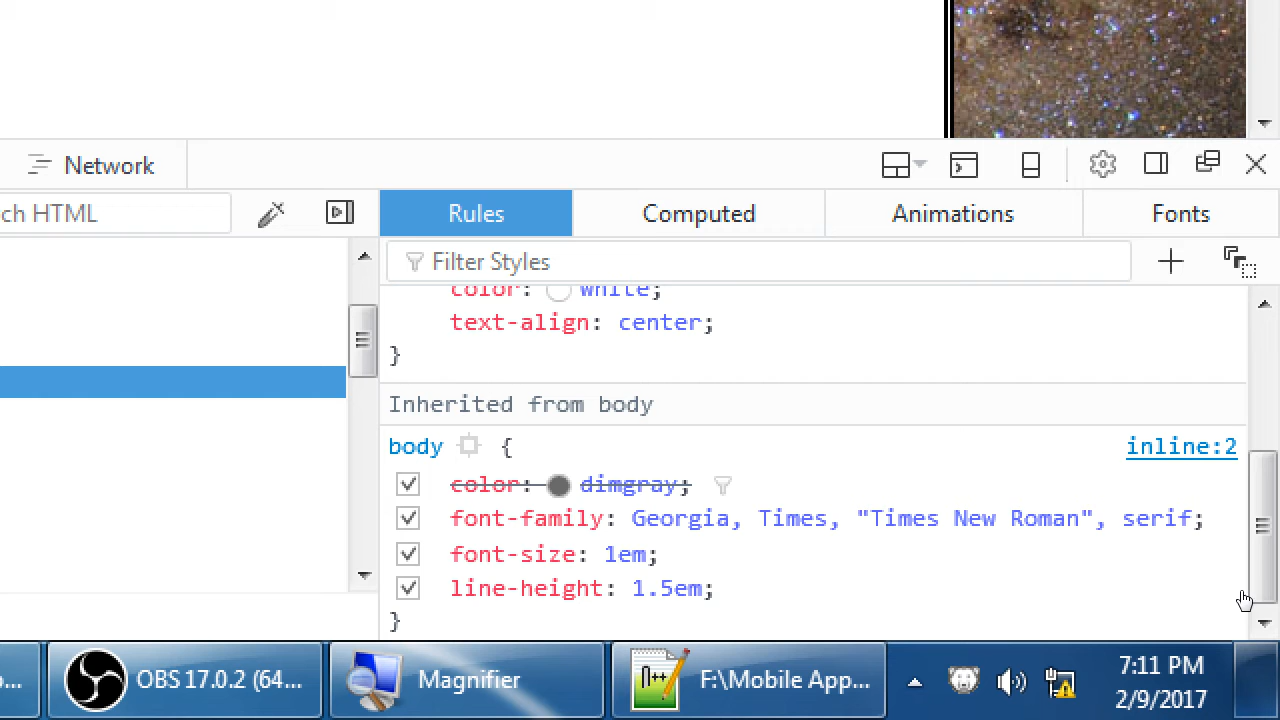 Network
ch HTML
Rules
Computed
Animations
Fonts
Filter Styles
color: white;
text-align: center;
}
Inherited from body
body {
inline:2
color: dimgray;
font-family: Georgia, Times, "Times New Roman", serif;
font-size: 1em;
line-height: 1.5em;
}
o...
OBS 17.0.2 (64...
Magnifier
F:\Mobile App...
7:11 PM
2/9/2017